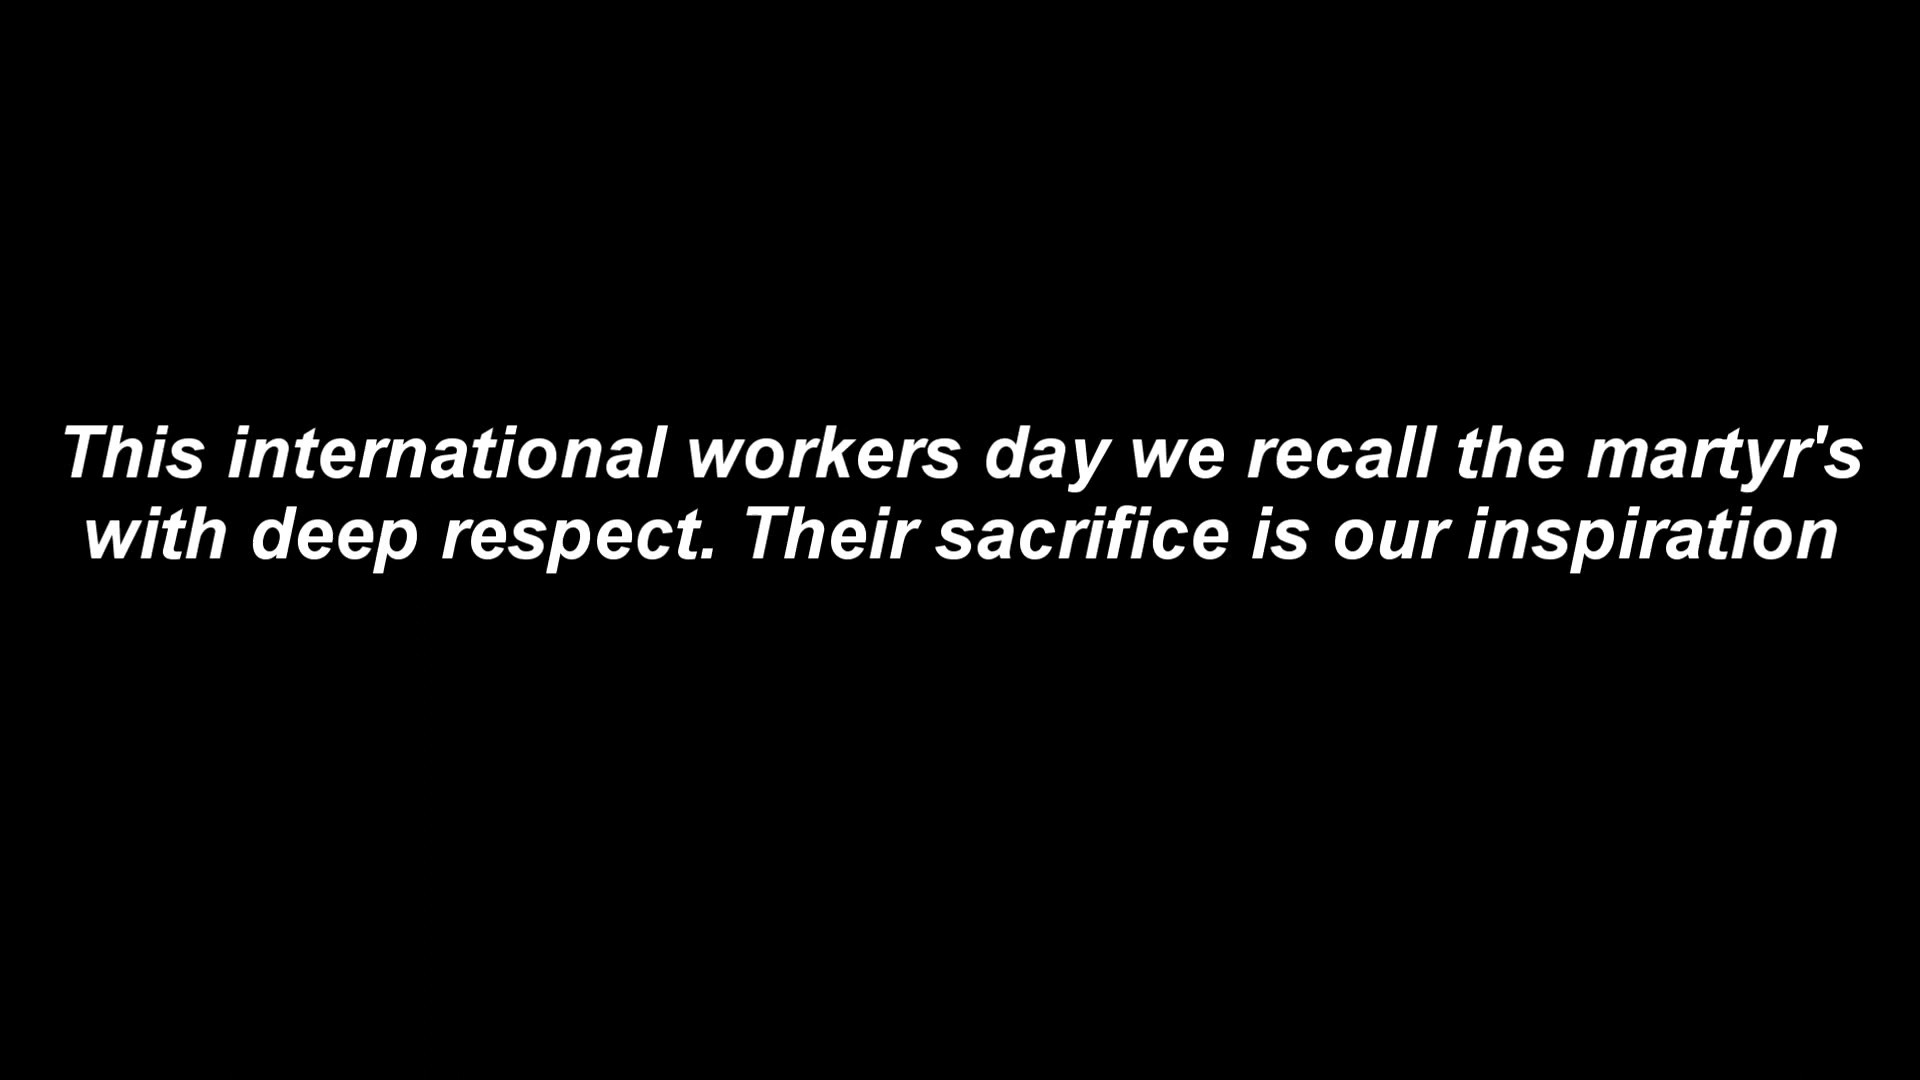 This international workers day we recall the martyr's
with deep respect. Their sacrifice is our inspiration